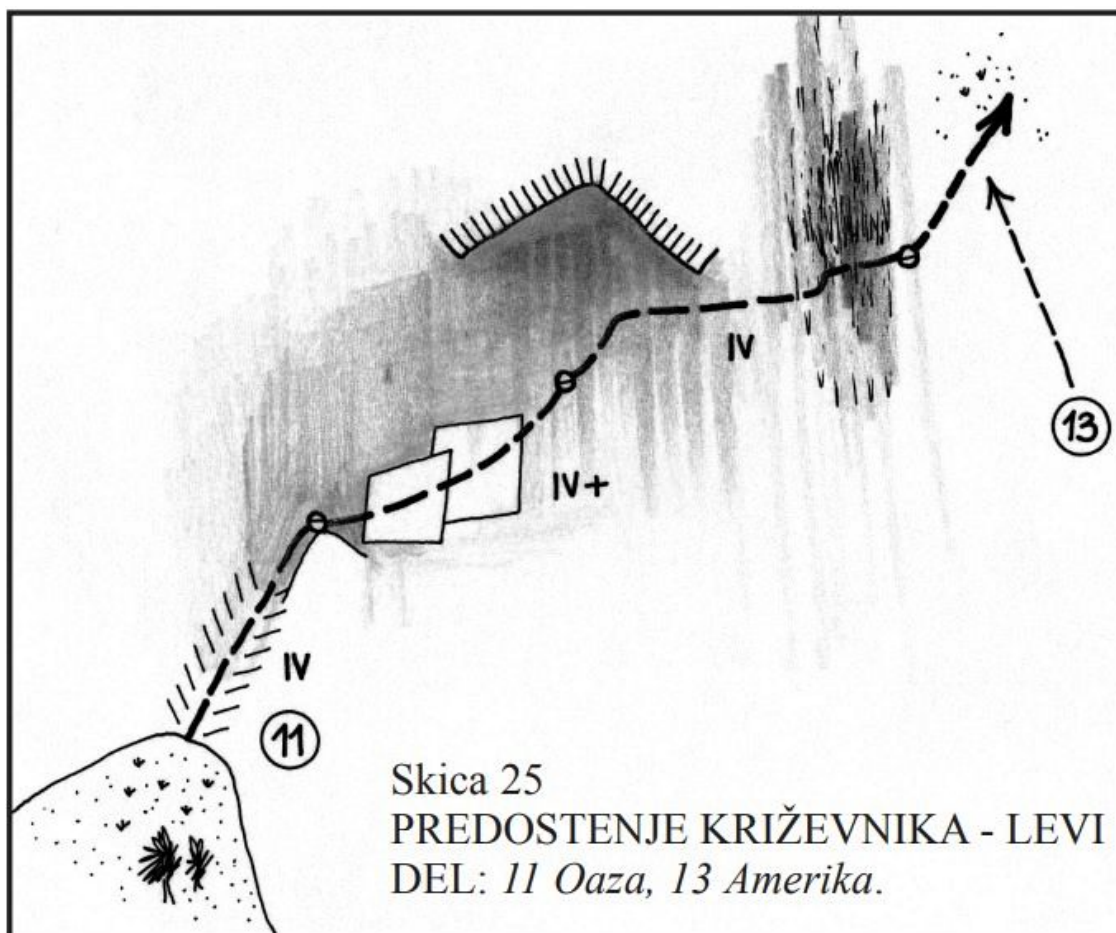 IV
13
IV+
IV
11
Skica 25
PREDOSTENJE KRIŽEVNIKA - LEVI
DEL: 11 Oaza, 13 Amerika.